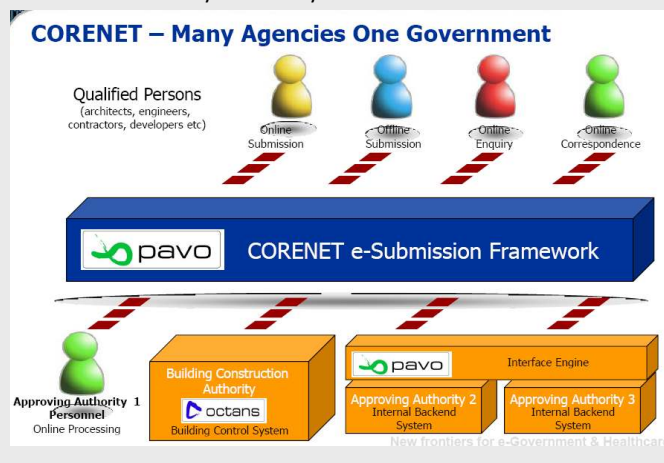 CORENET – Many Agencies One Government
Qualified Persons
(architects, engineers,
contractors, developers etc)
Online
Submission
Offline
Submission
Online
Enquiry
Online
Correspondence
pavo
CORENET e-Submission Framework
Approving Authority 1
Personnel
Online Processing
Building Construction
Authority
octans
Building Control System
pavo
Interface Engine
Approving Authority 2
Internal Backend
System
Approving Authority 3
Internal Backend
System
New frontiers for e-Government & Healthcare